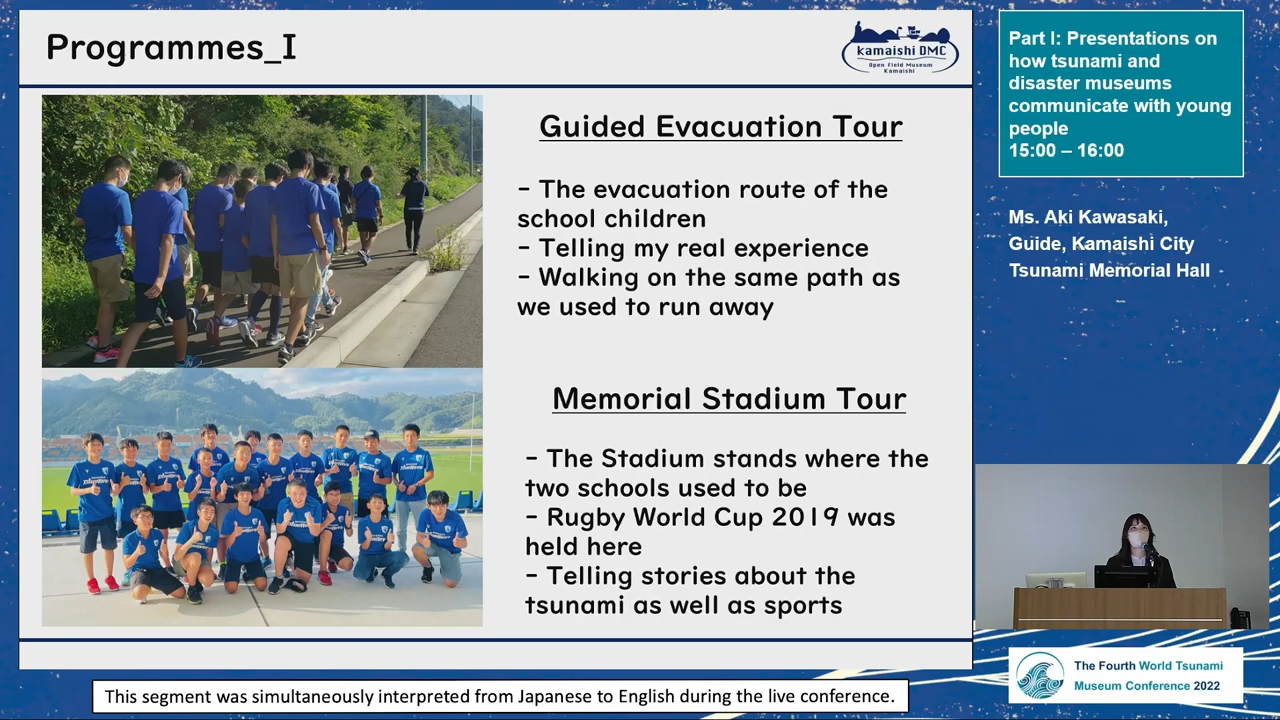 Programmes_I
kamaishi DMC
Open Field Museum
Kamaishi
Guided Evacuation Tour
- The evacuation route of the
school children
- Telling my real experience
- Walking on the same path as
we used to run away
Memorial Stadium Tour
- The Stadium stands where the
two schools used to be
- Rugby World Cup 2019 was
held here
- Telling stories about the
tsunami as well as sports
Part I: Presentations on
how tsunami and
disaster museums
communicate with young
people
15:00 – 16:00
Ms. Aki Kawasaki,
Guide, Kamaishi City
Tsunami Memorial Hall
The Fourth World Tsunami
Museum Conference 2022
This segment was simultaneously interpreted from Japanese to English during the live conference.